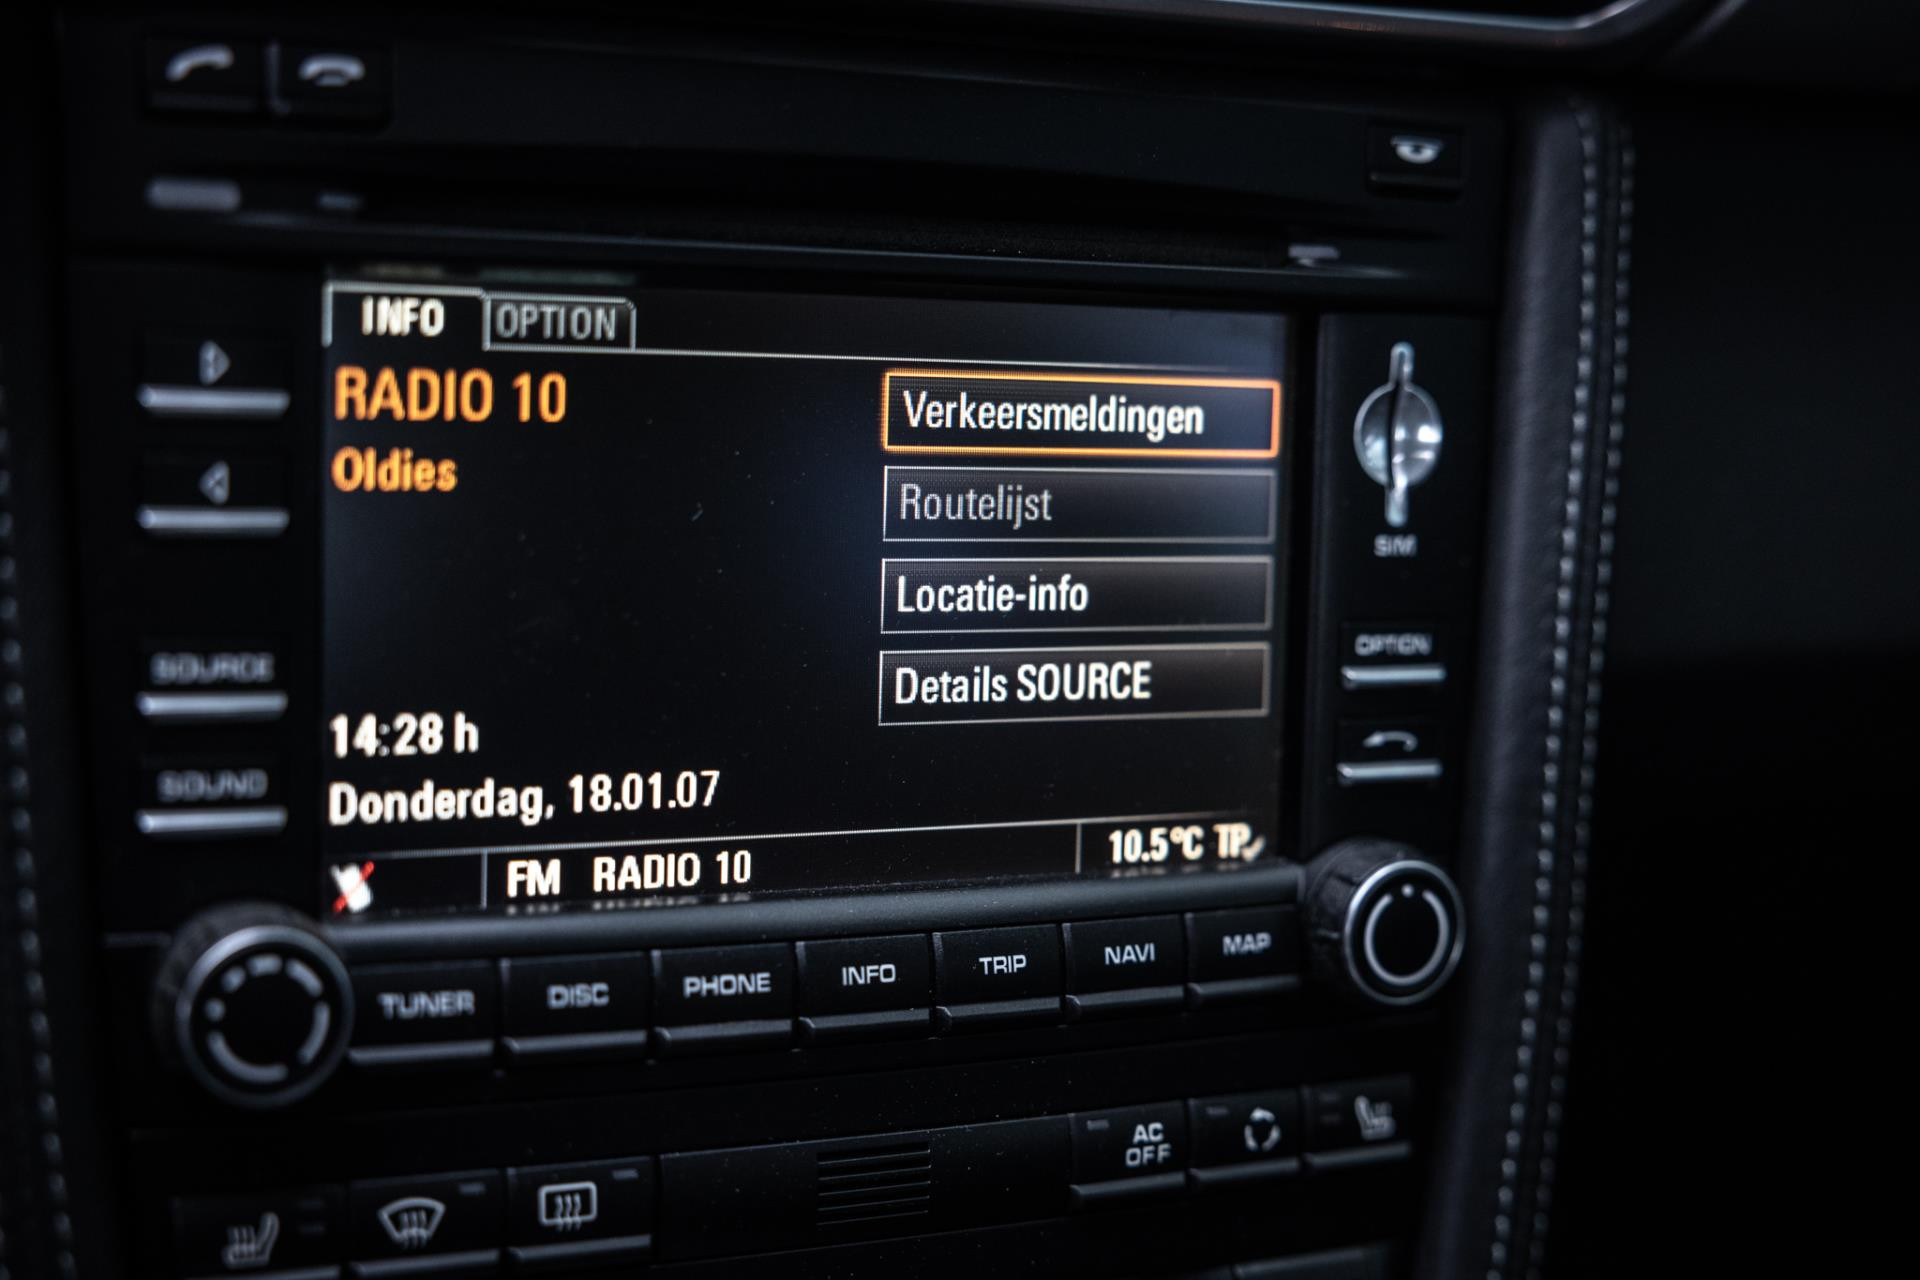 INFO OPTION
RADIO 10
Oldies
Verkeersmeldingen
Routelijst
Locatie-info
Details SOURCE
14:28 h
Donderdag, 18.01.07
FM RADIO 10 10.5°C TP
SIM
OPTION
SOURCE
SOUND
TUNER DISC PHONE INFO TRIP NAVI MAP
AC
OFF